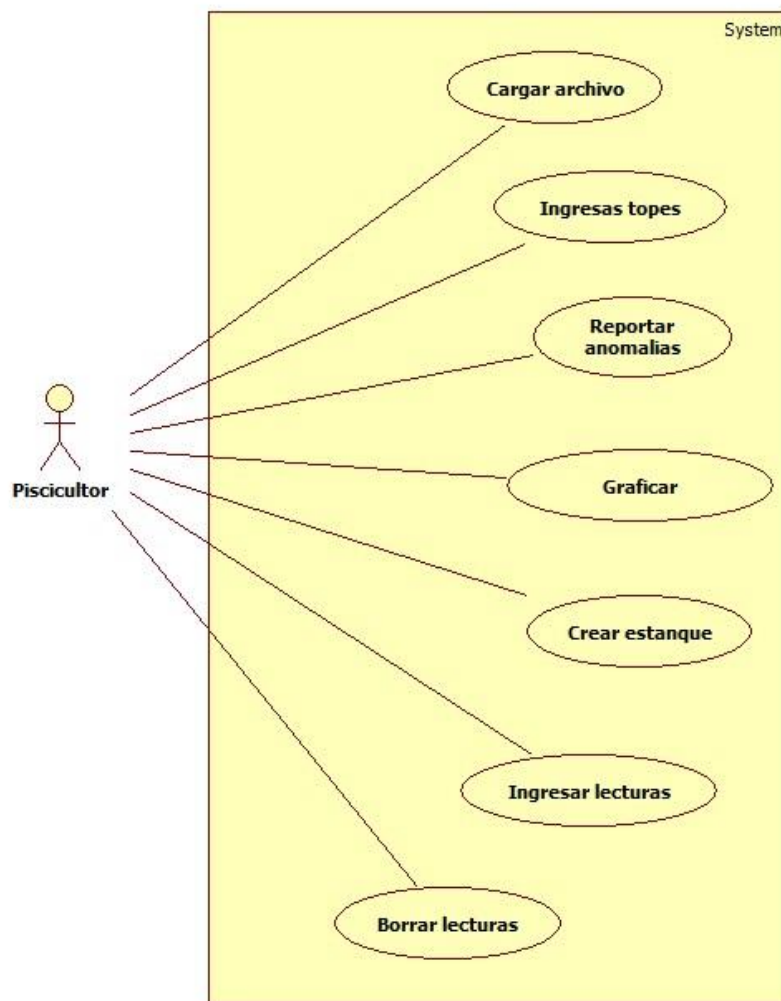 System
Cargar archivo
Ingresas topes
Reportar
anomalias
Graficar
Piscicultor
Crear estanque
Ingresar lecturas
Borrar lecturas